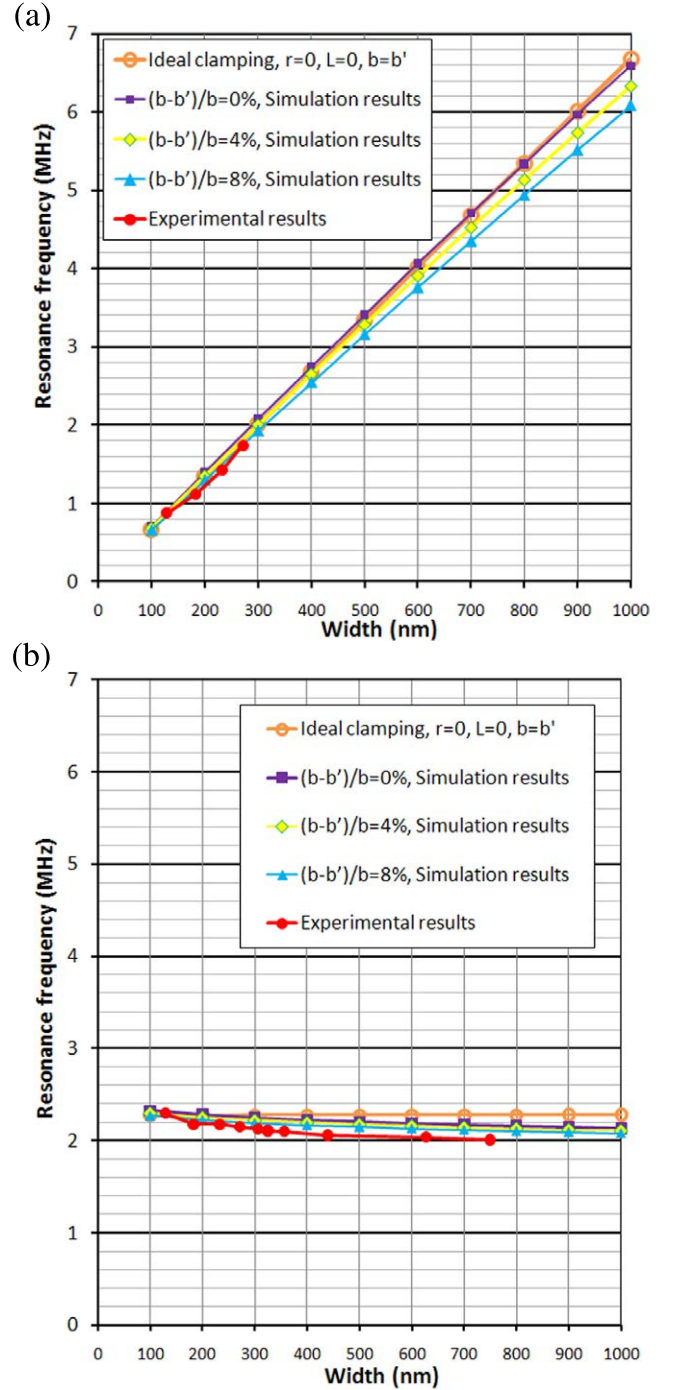 (a)
7
6
5
4
3
2
1
0
Resonance frequency (MHz)
Ideal clamping, r=0, L=0, b=b'
(b-b')/b=0%, Simulation results
(b-b')/b=4%, Simulation results
(b-b')/b=8%, Simulation results
Experimental results
0 100 200 300 400 500 600 700 800 900 1000
Width (nm)
(b)
7
6
5
4
3
2
1
0
Resonance frequency (MHz)
Ideal clamping, r=0, L=0, b=b'
(b-b')/b=0%, Simulation results
(b-b')/b=4%, Simulation results
(b-b')/b=8%, Simulation results
Experimental results
0 100 200 300 400 500 600 700 800 900 1000
Width (nm)